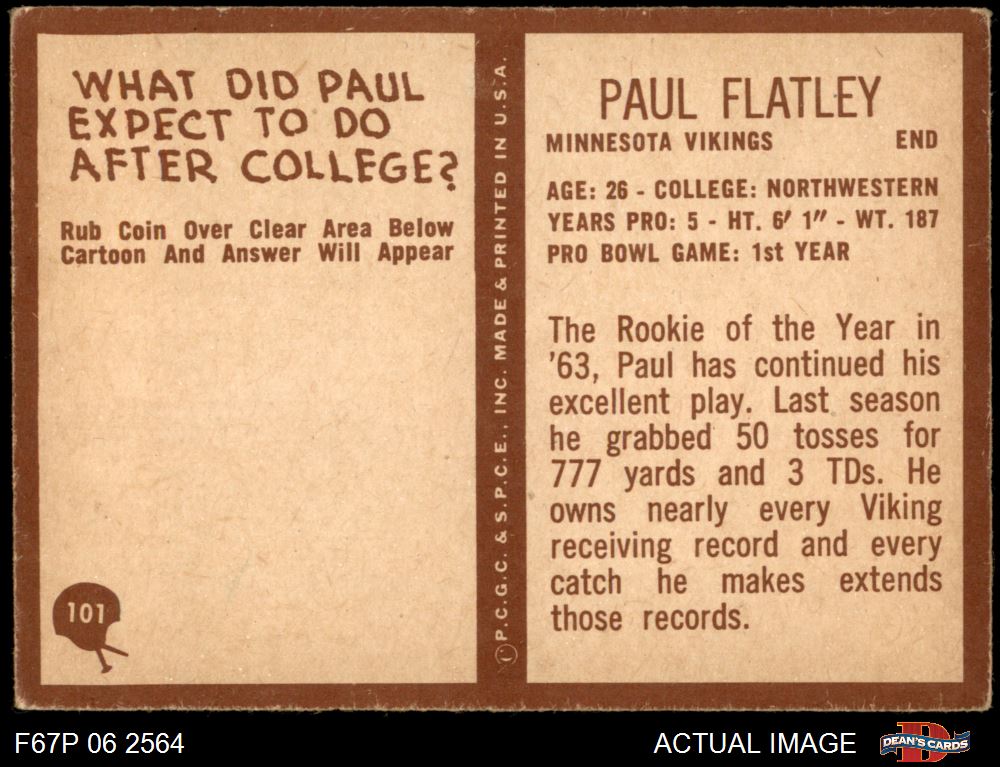 WHAT DID PAUL
EXPECT TO DO
AFTER COLLEGE?
Rub Coin Over Clear Area Below
Cartoon And Answer Will Appear
101
©P.C.G.C. & S.P.C.E., INC. MADE & PRINTED IN U.S.A.
PAUL FLATLEY
MINNESOTA VIKINGS END
AGE: 26 - COLLEGE: NORTHWESTERN
YEARS PRO: 5 - HT. 6' 1" - WT. 187
PRO BOWL GAME: 1st YEAR
The Rookie of the Year in
'63, Paul has continued his
excellent play. Last season
he grabbed 50 tosses for
777 yards and 3 TDs. He
owns nearly every Viking
receiving record and every
catch he makes extends
those records.
F67P 06 2564
ACTUAL IMAGE
D
DEAN'S CARDS